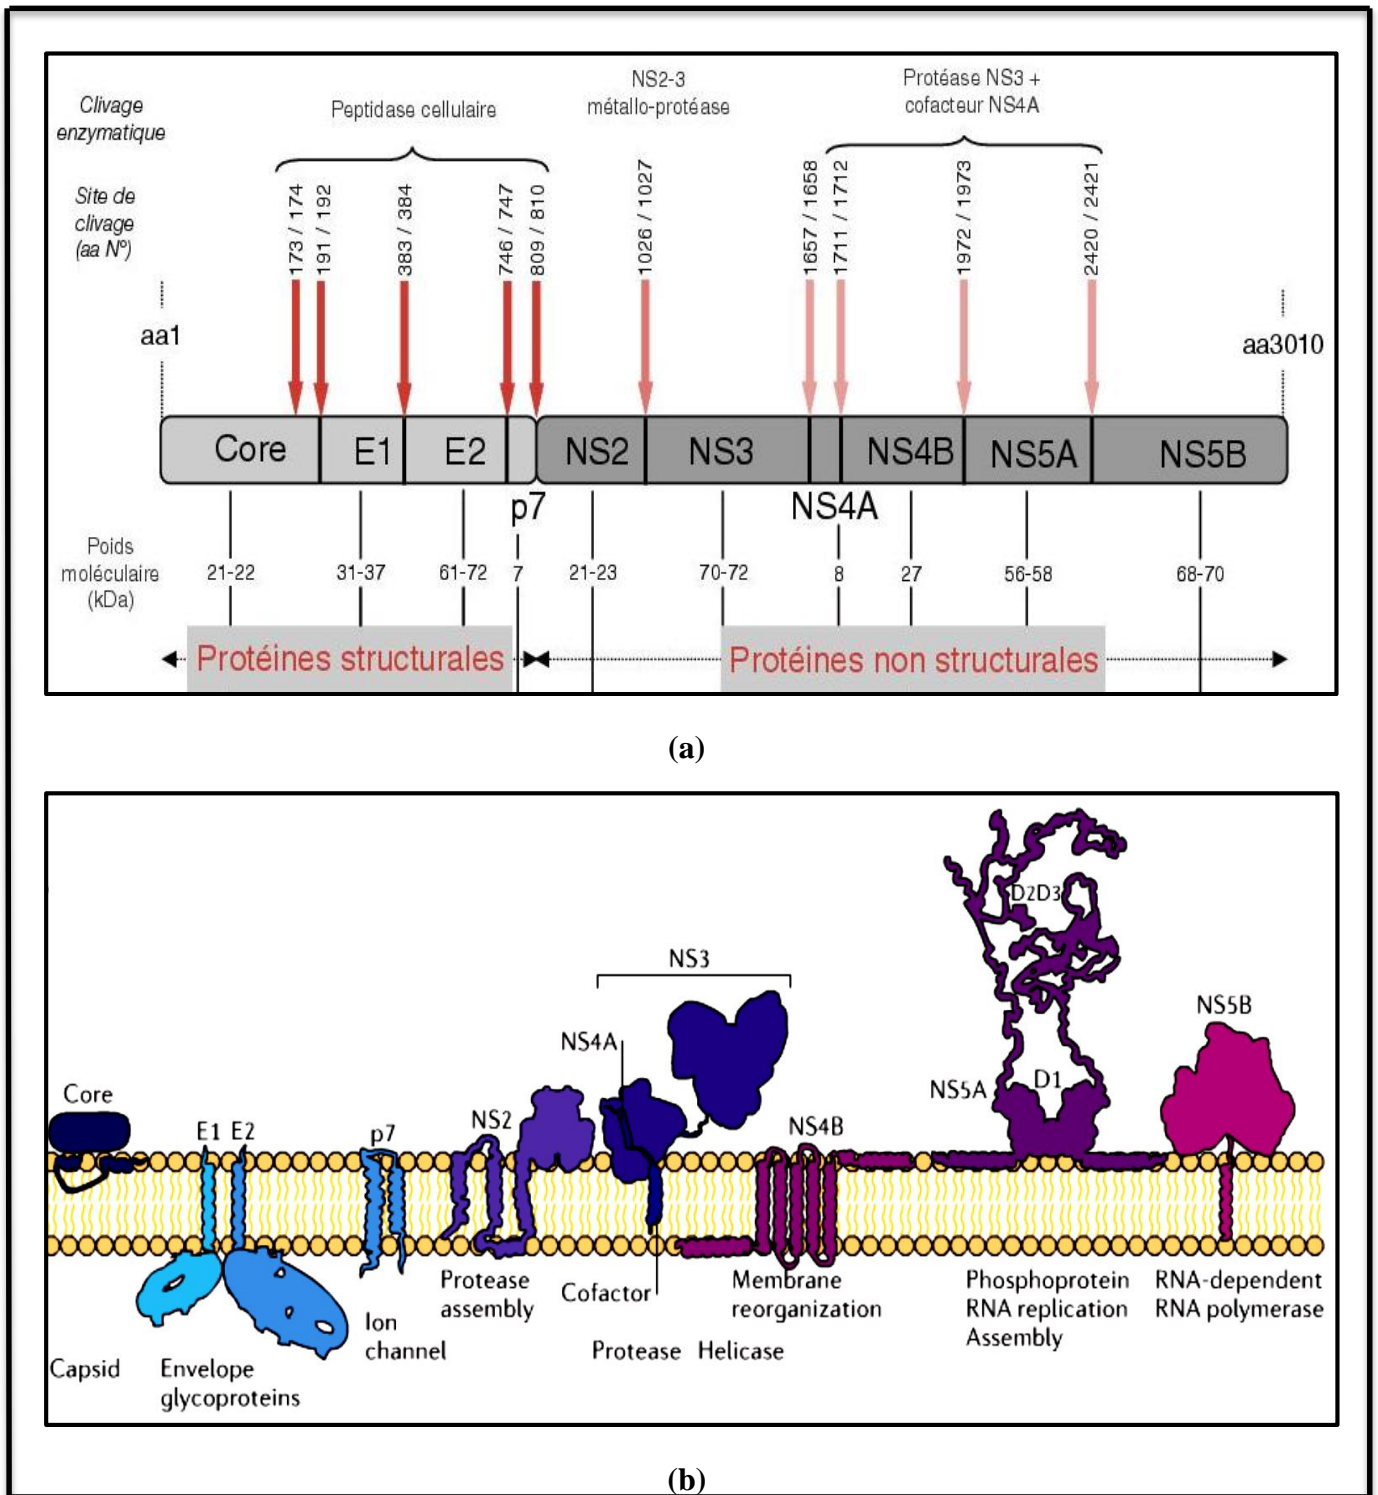 Clivage
enzymatique
Peptidase cellulaire
NS2-3
métallo-protéase
Protéase NS3 +
cofacteur NS4A
Site de
clivage
(aa N°)
173 / 174
191 / 192
383 / 384
746 / 747
809 / 810
1026 / 1027
1657 / 1658
1711 / 1712
1972 / 1973
2420 / 2421
aa1
aa3010
Core
E1
E2
NS2
NS3
NS4B
NS5A
NS5B
p7
NS4A
Poids
moléculaire
(kDa)
21-22
31-37
61-72
7
21-23
70-72
8
27
56-58
68-70
Protéines structurales
Protéines non structurales
(a)
D2D3
NS3
NS5B
NS4A
Core
NS5A
D1
E1 E2
p7
NS2
NS4B
Protease
assembly
Cofactor
Membrane
reorganization
Phosphoprotein
RNA replication
Assembly
RNA-dependent
RNA polymerase
Ion
channel
Protease Helicase
Capsid
Envelope
glycoproteins
(b)